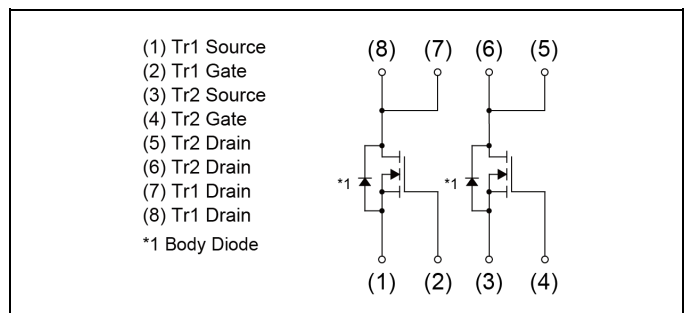 (1) Tr1 Source
(2) Tr1 Gate
(3) Tr2 Source
(4) Tr2 Gate
(5) Tr2 Drain
(6) Tr2 Drain
(7) Tr1 Drain
(8) Tr1 Drain
*1 Body Diode
(8) (7) (6) (5)
*1 *1
(1) (2) (3) (4)